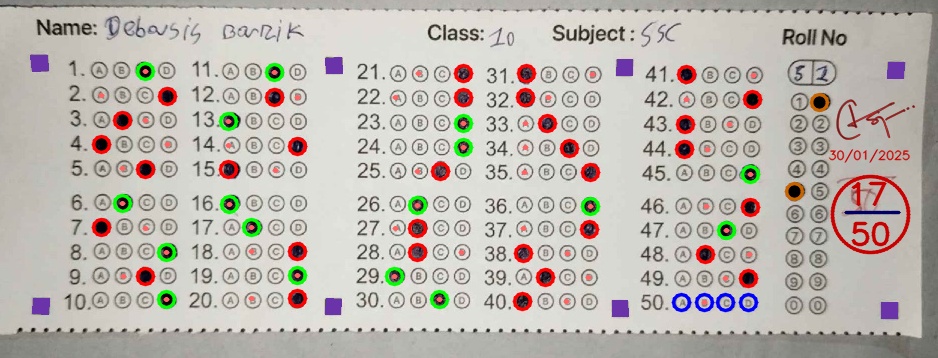 Name: Debarsis Barik Class: 10 Subject: SSC Roll No
5 1
1. A B C D 11. A B C D 21. A B C D 31. A B C D 41. A B C D
2. A B C D 12. A B C D 22. A B C D 32. A B C D 42. A B C D
3. A B C D 13. A B C D 23. A B C D 33. A B C D 43. A B C D
4. A B C D 14. A B C D 24. A B C D 34. A B C D 44. A B C D
5. A B C D 15. A B C D 25. A B C D 35. A B C D 45. A B C D
6. A B C D 16. A B C D 26. A B C D 36. A B C D 46. A B C D
7. A B C D 17. A B C D 27. A B C D 37. A B C D 47. A B C D
8. A B C D 18. A B C D 28. A B C D 38. A B C D 48. A B C D
9. A B C D 19. A B C D 29. A B C D 39. A B C D 49. A B C D
10. A B C D 20. A B C D 30. A B C D 40. A B C D 50. A B C D
1
2 2
3 3
4 4
5
6 6
7 7
8 8
9 9
0 0
30/01/2025
17
50